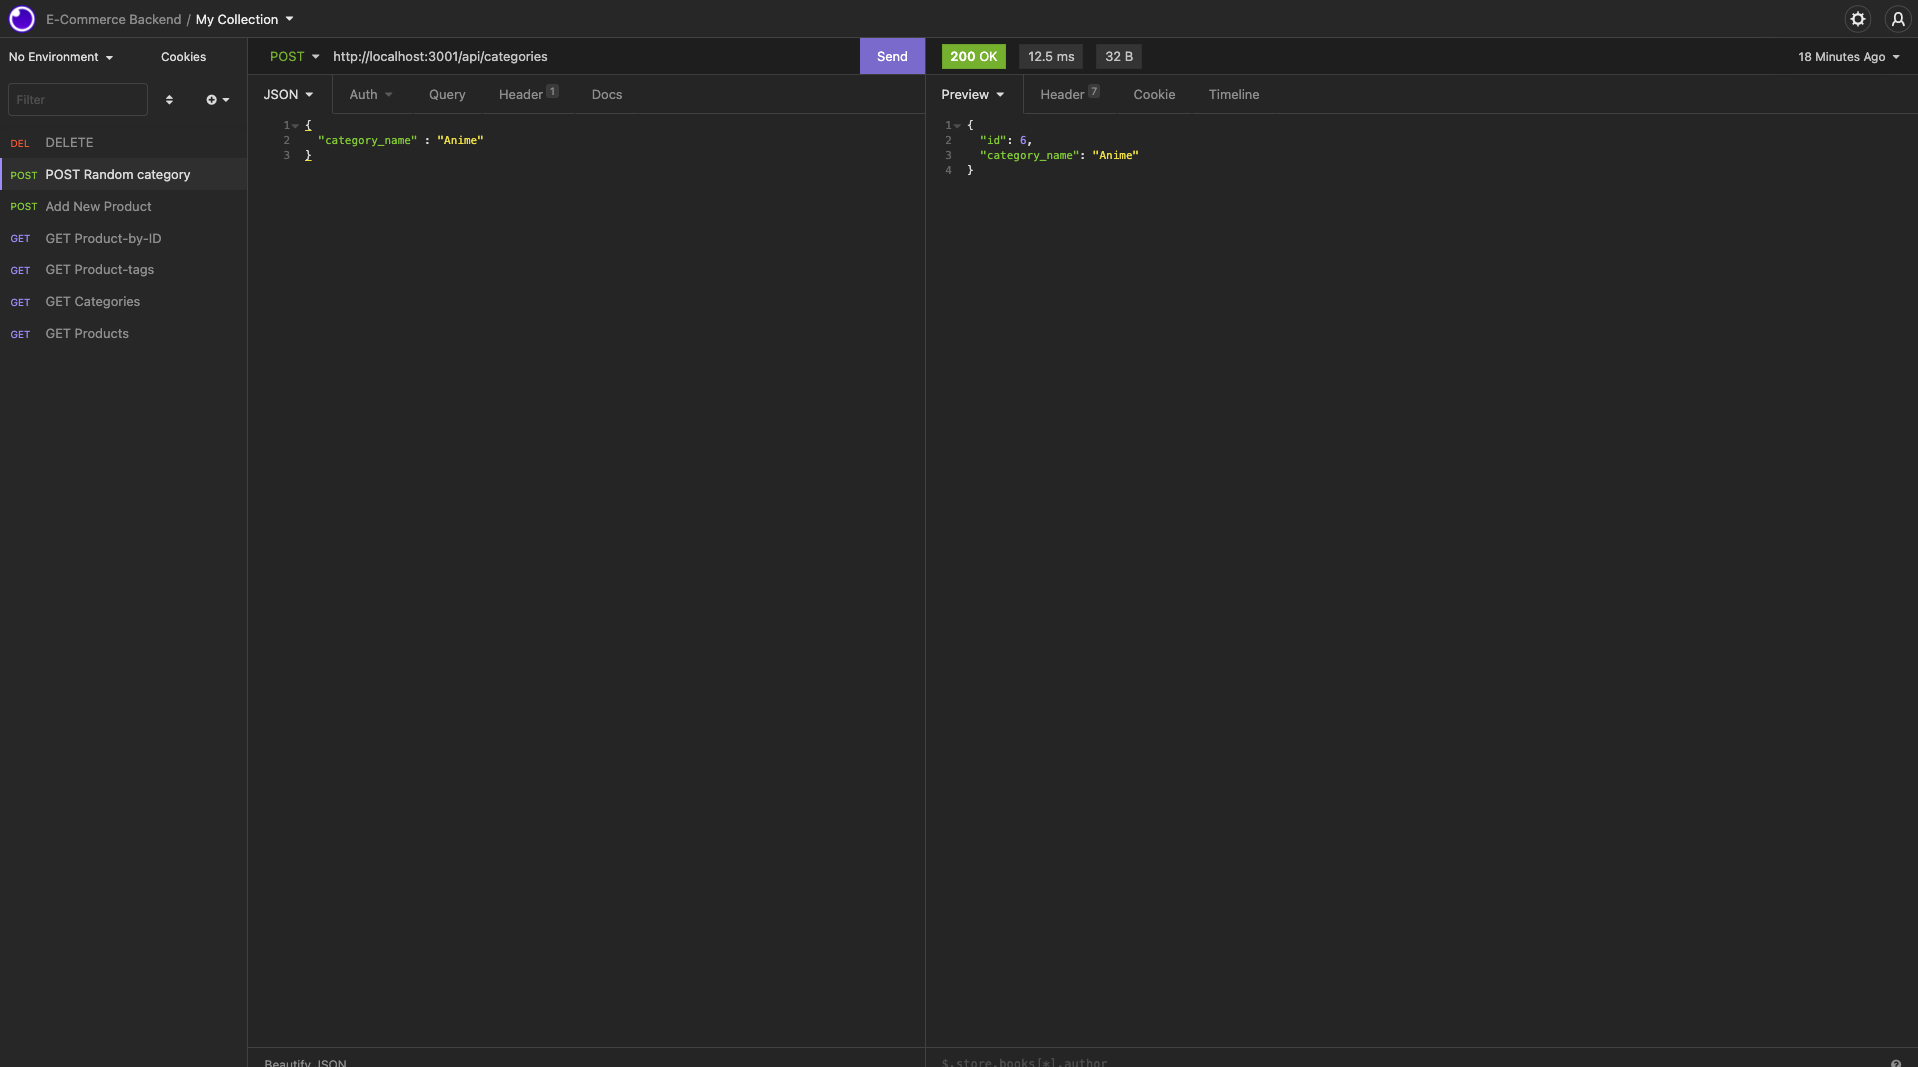 E-Commerce Backend / My Collection
No Environment
Cookies
Filter
DEL DELETE
POST POST Random category
POST Add New Product
GET GET Product-by-ID
GET GET Product-tags
GET GET Categories
GET GET Products
POST http://localhost:3001/api/categories Send
JSON Auth Query Header 1 Docs
1 {
2 "category_name" : "Anime"
3 }
Beautify JSON
200 OK 12.5 ms 32 B 18 Minutes Ago
Preview Header 7 Cookie Timeline
1 {
2 "id": 6,
3 "category_name": "Anime"
4 }
$.store.books[*].author